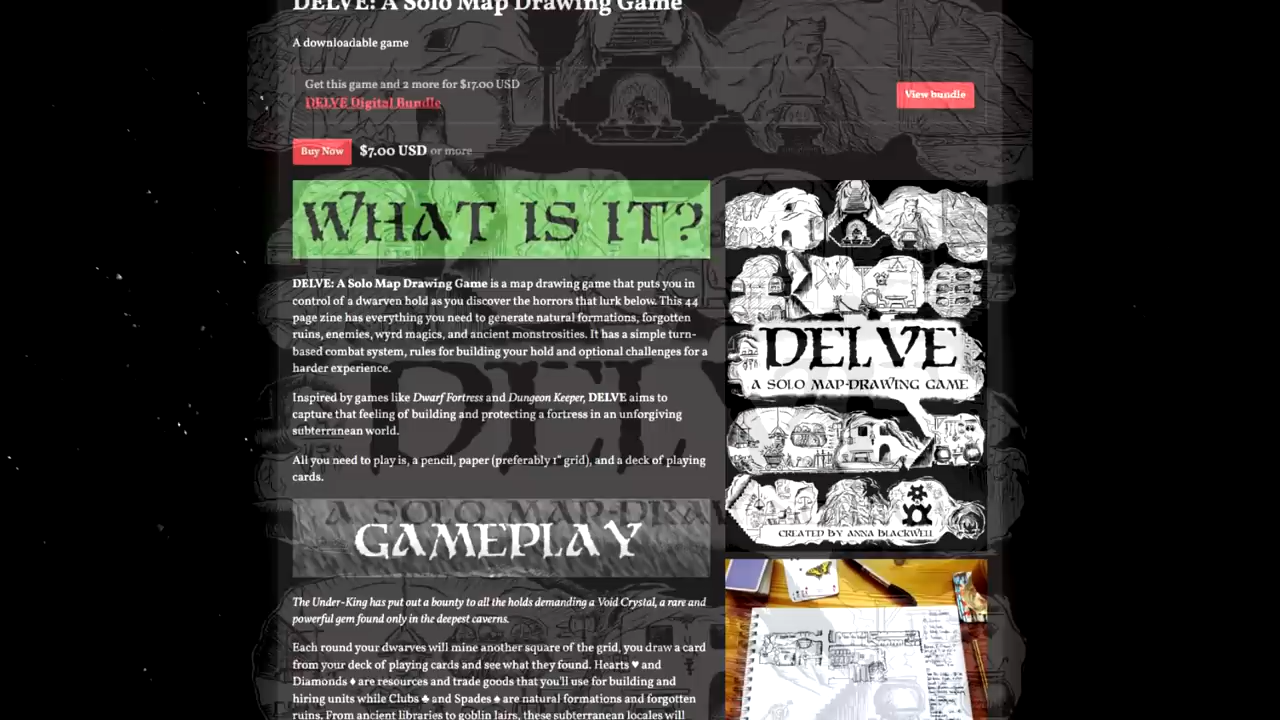 DELVE: A Solo Map Drawing Game
A downloadable game
Get this game and 2 more for $17.00 USD
DELVE Digital Bundle
View bundle
Buy Now $7.00 USD or more
WHAT IS IT?
DELVE: A Solo Map Drawing Game is a map drawing game that puts you in
control of a dwarven hold as you discover the horrors that lurk below. This 44
page zine has everything you need to generate natural formations, forgotten
ruins, enemies, wyrd magics, and ancient monstrosities. It has a simple turn-
based combat system, rules for building your hold and optional challenges for a
harder experience.
Inspired by games like Dwarf Fortress and Dungeon Keeper, DELVE aims to
capture that feeling of building and protecting a fortress in an unforgiving
subterranean world.
All you need to play is, a pencil, paper (preferably 1" grid), and a deck of playing
cards.
GAMEPLAY
The Under-King has put out a bounty to all the holds demanding a Void Crystal, a rare and
powerful gem found only in the deepest caverns.
Each round your dwarves will mine another square of the grid, you draw a card
from your deck of playing cards and see what they found. Hearts ♥ and
Diamonds ♦ are resources and trade goods that you'll use for building and
hiring units while Clubs ♣ and Spades ♠ are natural formations and forgotten
ruins. From ancient libraries to goblin lairs, these subterranean locales will
DELVE
A SOLO MAP-DRAWING GAME
CREATED BY ANNA BLACKWELL
DELVE
A SOLO MAP-DRAW